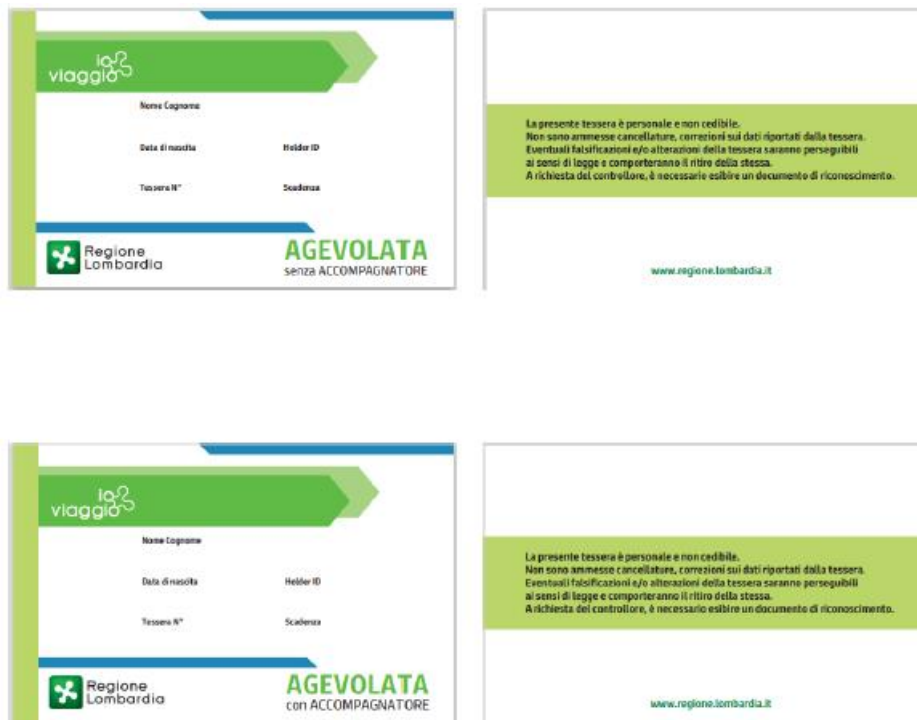 io
viaggio
Nome Cognome
Data di nascita Holder ID
Tessera N° Scadenza
Regione
Lombardia
AGEVOLATA
senza ACCOMPAGNATORE
La presente tessera è personale e non cedibile.
Non sono ammesse cancellature, correzioni sui dati riportati dalla tessera.
Eventuali falsificazioni e/o alterazioni della tessera saranno perseguibili
ai sensi di legge e comporteranno il ritiro della stessa.
A richiesta del controllore, è necessario esibire un documento di riconoscimento.
www.regione.lombardia.it
io
viaggio
Nome Cognome
Data di nascita Holder ID
Tessera N° Scadenza
Regione
Lombardia
AGEVOLATA
con ACCOMPAGNATORE
La presente tessera è personale e non cedibile.
Non sono ammesse cancellature, correzioni sui dati riportati dalla tessera.
Eventuali falsificazioni e/o alterazioni della tessera saranno perseguibili
ai sensi di legge e comporteranno il ritiro della stessa.
A richiesta del controllore, è necessario esibire un documento di riconoscimento.
www.regione.lombardia.it